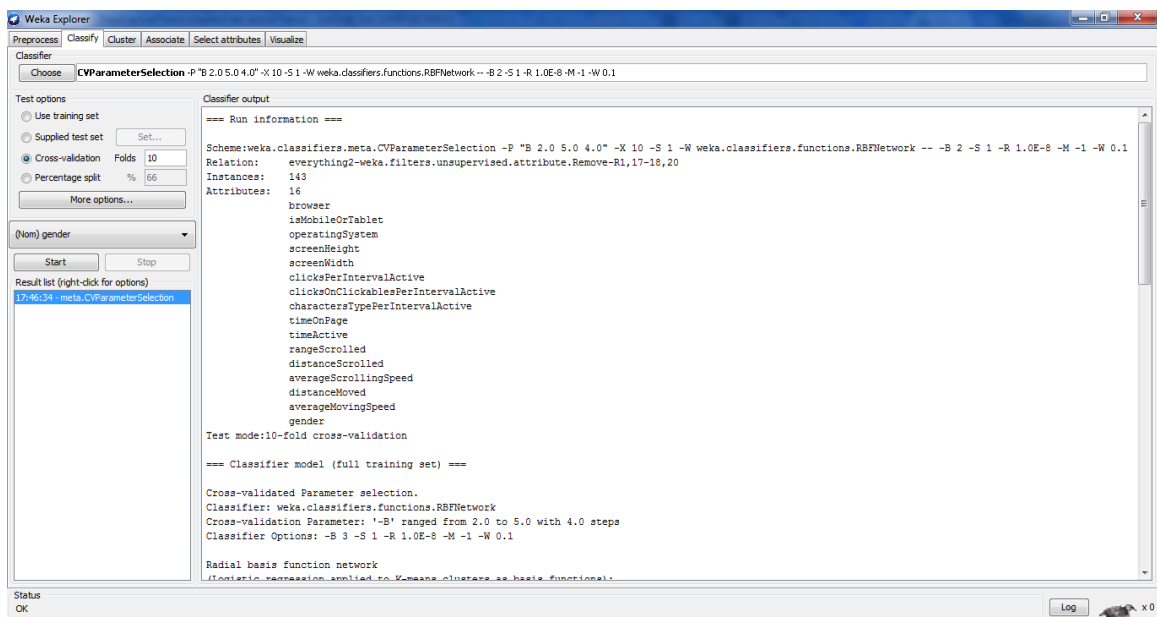 Weka Explorer
Preprocess Classify Cluster Associate Select attributes Visualize
Classifier
Choose CVParameterSelection -P "B 2.0 5.0 4.0" -X 10 -S 1 -W weka.classifiers.functions.RBFNetwork -- -B 2 -S 1 -R 1.0E-8 -M -1 -W 0.1
Test options
Use training set
Supplied test set Set...
Cross-validation Folds 10
Percentage split % 66
More options...
(Nom) gender
Start Stop
Result list (right-click for options)
17:46:34 - meta.CVParameterSelection
Classifier output
=== Run information ===
Scheme:weka.classifiers.meta.CVParameterSelection -P "B 2.0 5.0 4.0" -X 10 -S 1 -W weka.classifiers.functions.RBFNetwork -- -B 2 -S 1 -R 1.0E-8 -M -1 -W 0.1
Relation: everything2-weka.filters.unsupervised.attribute.Remove-R1,17-18,20
Instances: 143
Attributes: 16
browser
isMobileOrTablet
operatingSystem
screenHeight
screenWidth
clicksPerIntervalActive
clicksOnClickablesPerIntervalActive
charactersTypePerIntervalActive
timeOnPage
timeActive
rangeScrolled
distanceScrolled
averageScrollingSpeed
distanceMoved
averageMovingSpeed
gender
Test mode:10-fold cross-validation
=== Classifier model (full training set) ===
Cross-validated Parameter selection.
Classifier: weka.classifiers.functions.RBFNetwork
Cross-validation Parameter: '-B' ranged from 2.0 to 5.0 with 4.0 steps
Classifier Options: -B 3 -S 1 -R 1.0E-8 -M -1 -W 0.1
Radial basis function network
(Logistic regression applied to K-means clusters as basis functions):
Status
OK
Log x 0